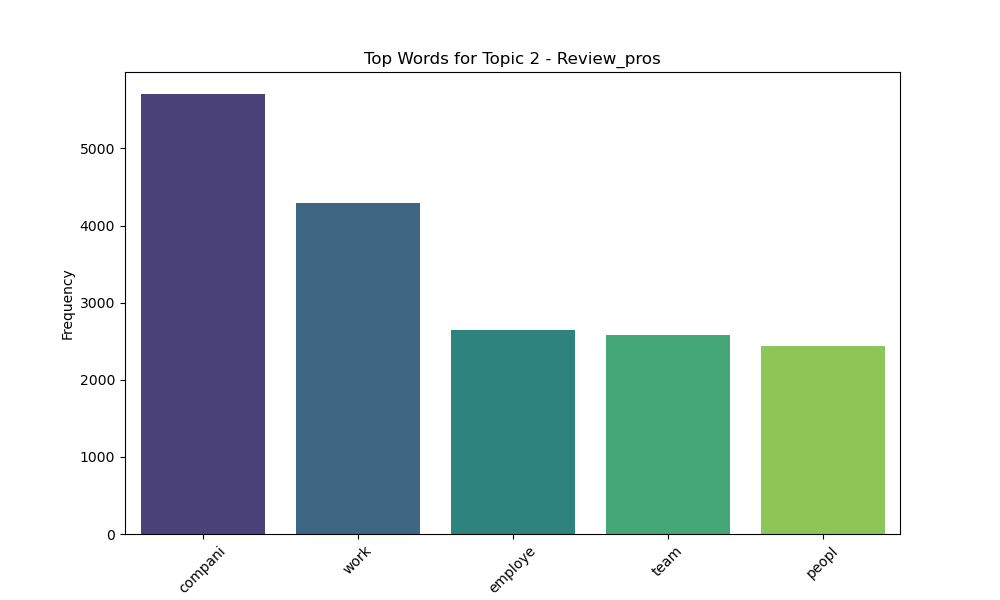 Top Words for Topic 2 - Review_pros
Frequency
5000
4000
3000
2000
1000
0
compani
work
employe
team
peopl